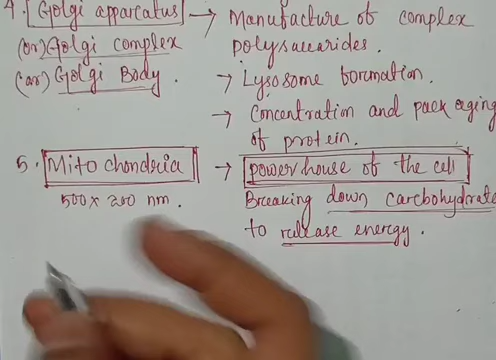 4. Golgi apparcatus → Manufacture of complex
(or) Golgi complex polysaccarides.
(or) Golgi Body. → Lysosome formation.
→ Concentration and packaging
of protein.
5. Mitochondria → power house of the cell
500 x 200 nm. Breaking down carbohydrate
to release energy.